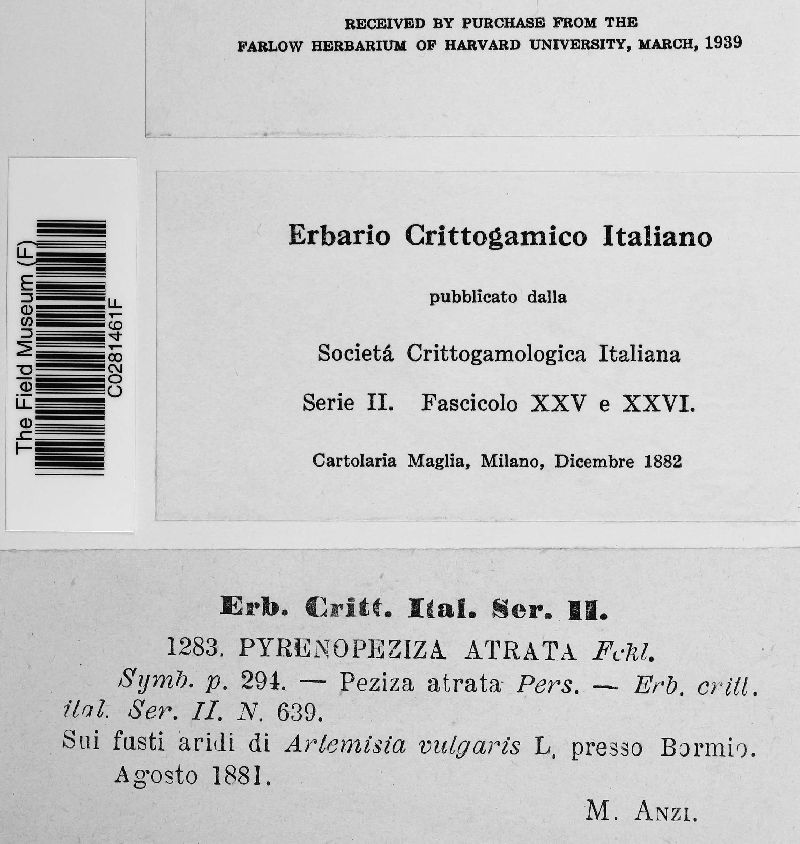 RECEIVED BY PURCHASE FROM THE
FARLOW HERBARIUM OF HARVARD UNIVERSITY, MARCH, 1939
The Field Museum (F)
C0281461F
Erbario Crittogamico Italiano
pubblicato dalla
Societá Crittogamologica Italiana
Serie II. Fascicolo XXV e XXVI.
Cartolaria Maglia, Milano, Dicembre 1882
Erb. Critt. Ital. Ser. II.
1283. PYRENOPEZIZA ATRATA Fckl.
Symb. p. 294. — Peziza atrata Pers. — Erb. critt.
ital. Ser. II. N. 639.
Sui fusti aridi di Artemisia vulgaris L, presso Bormio.
Agosto 1881.
M. ANZI.